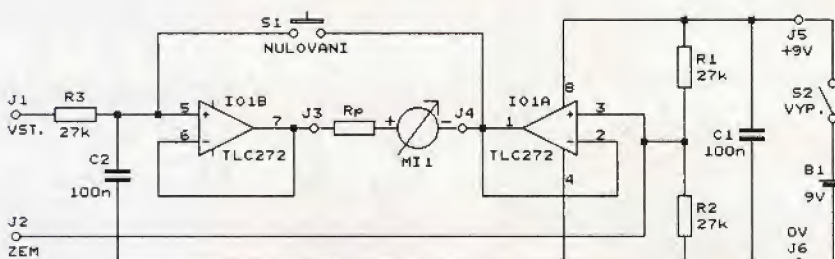 S1
NULOVANI
J1
VST.
R3
27k
C2
100n
J2
ZEM
5
6
7
IO1B
TLC272
J3
Rp
+
-
MI1
J4
IO1A
TLC272
1
8
3
2
4
R1
27k
R2
27k
C1
100n
J5
+9V
S2
VYP.
B1
9V
0V
J6